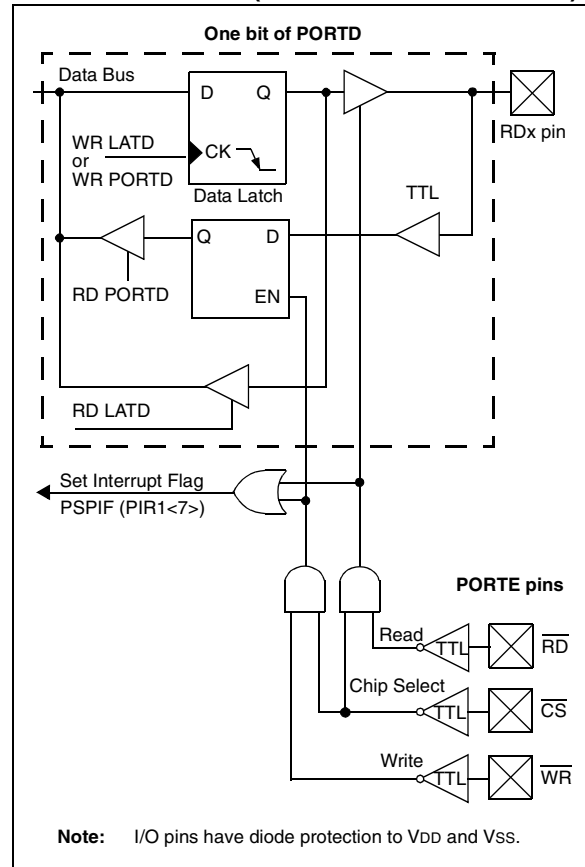 One bit of PORTD
Data Bus
D Q
RDx pin
WR LATD
or
WR PORTD
CK
Data Latch
TTL
Q D
EN
RD PORTD
RD LATD
Set Interrupt Flag
PSPIF (PIR1<7>)
PORTE pins
Read
TTL
RD
Chip Select
TTL
CS
Write
TTL
WR
Note: I/O pins have diode protection to VDD and VSS.